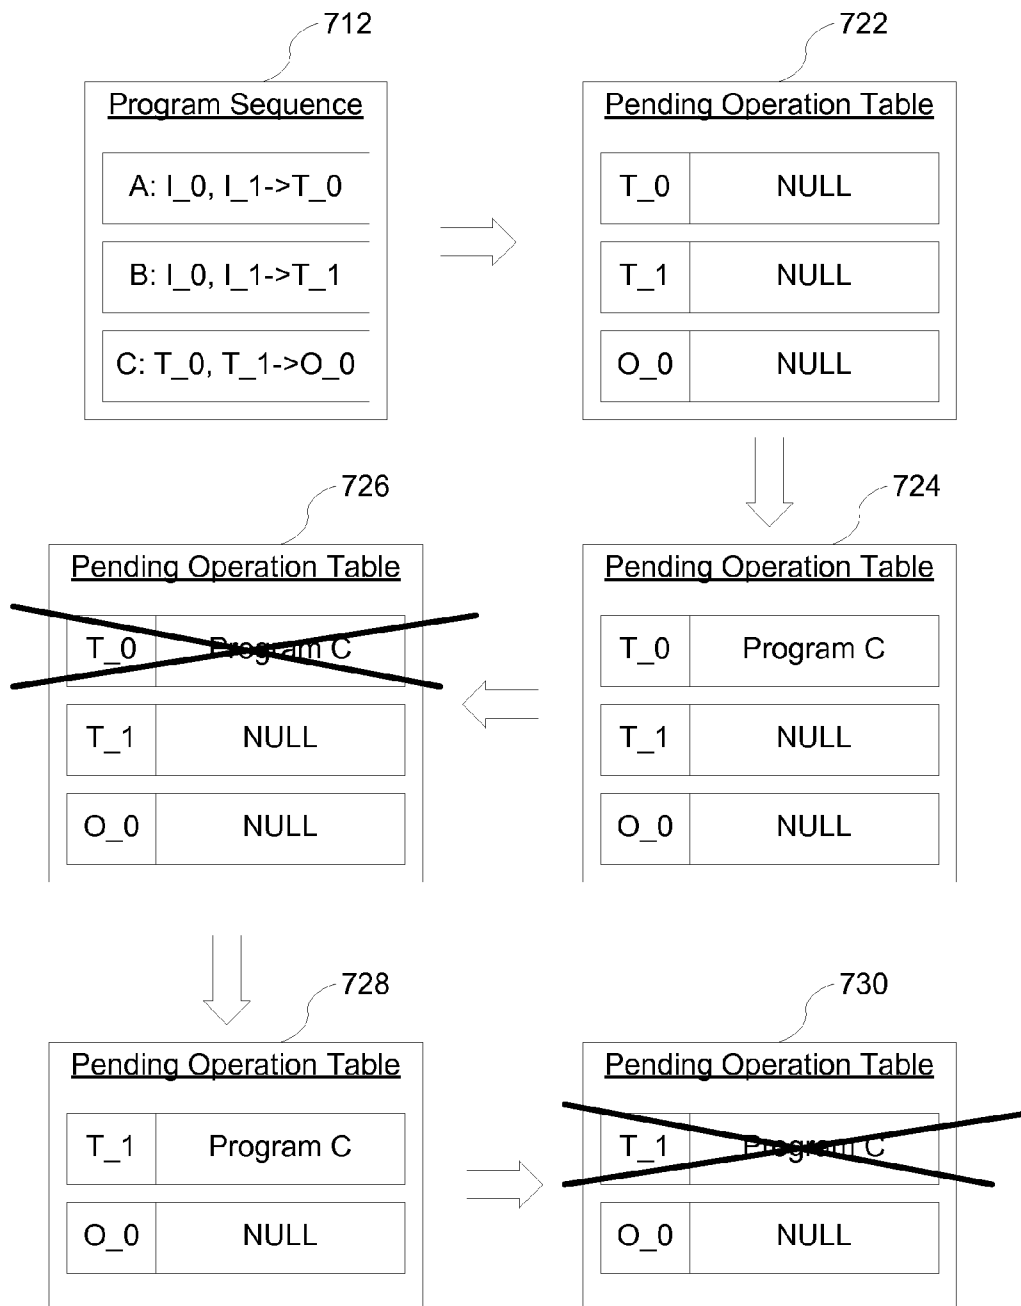 712
Program Sequence
A: I_0, I_1->T_0
B: I_0, I_1->T_1
C: T_0, T_1->O_0
722
Pending Operation Table
T_0 NULL
T_1 NULL
O_0 NULL
726
Pending Operation Table
T_0 Program C
T_1 NULL
O_0 NULL
724
Pending Operation Table
T_0 Program C
T_1 NULL
O_0 NULL
728
Pending Operation Table
T_1 Program C
O_0 NULL
730
Pending Operation Table
T_1 Program C
O_0 NULL